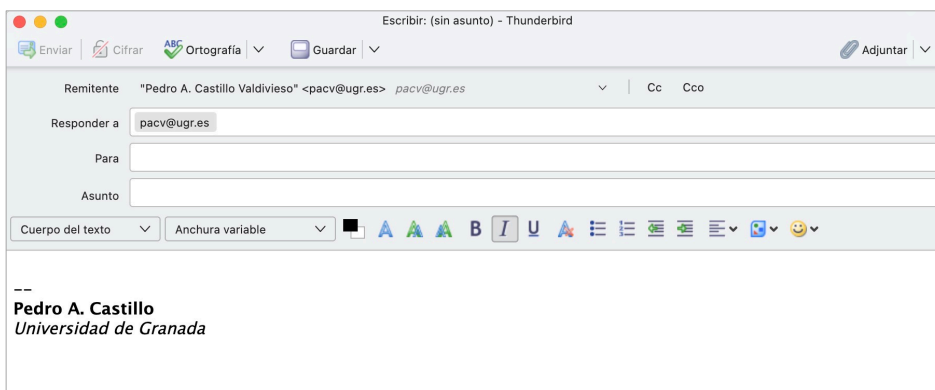 Escribir: (sin asunto) - Thunderbird
Enviar Cifrar ABC Ortografía Guardar Adjuntar
Remitente "Pedro A. Castillo Valdivieso" <pacv@ugr.es> pacv@ugr.es Cc Cco
Responder a pacv@ugr.es
Para
Asunto
Cuerpo del texto Anchura variable A A A B I U A
--
Pedro A. Castillo
Universidad de Granada